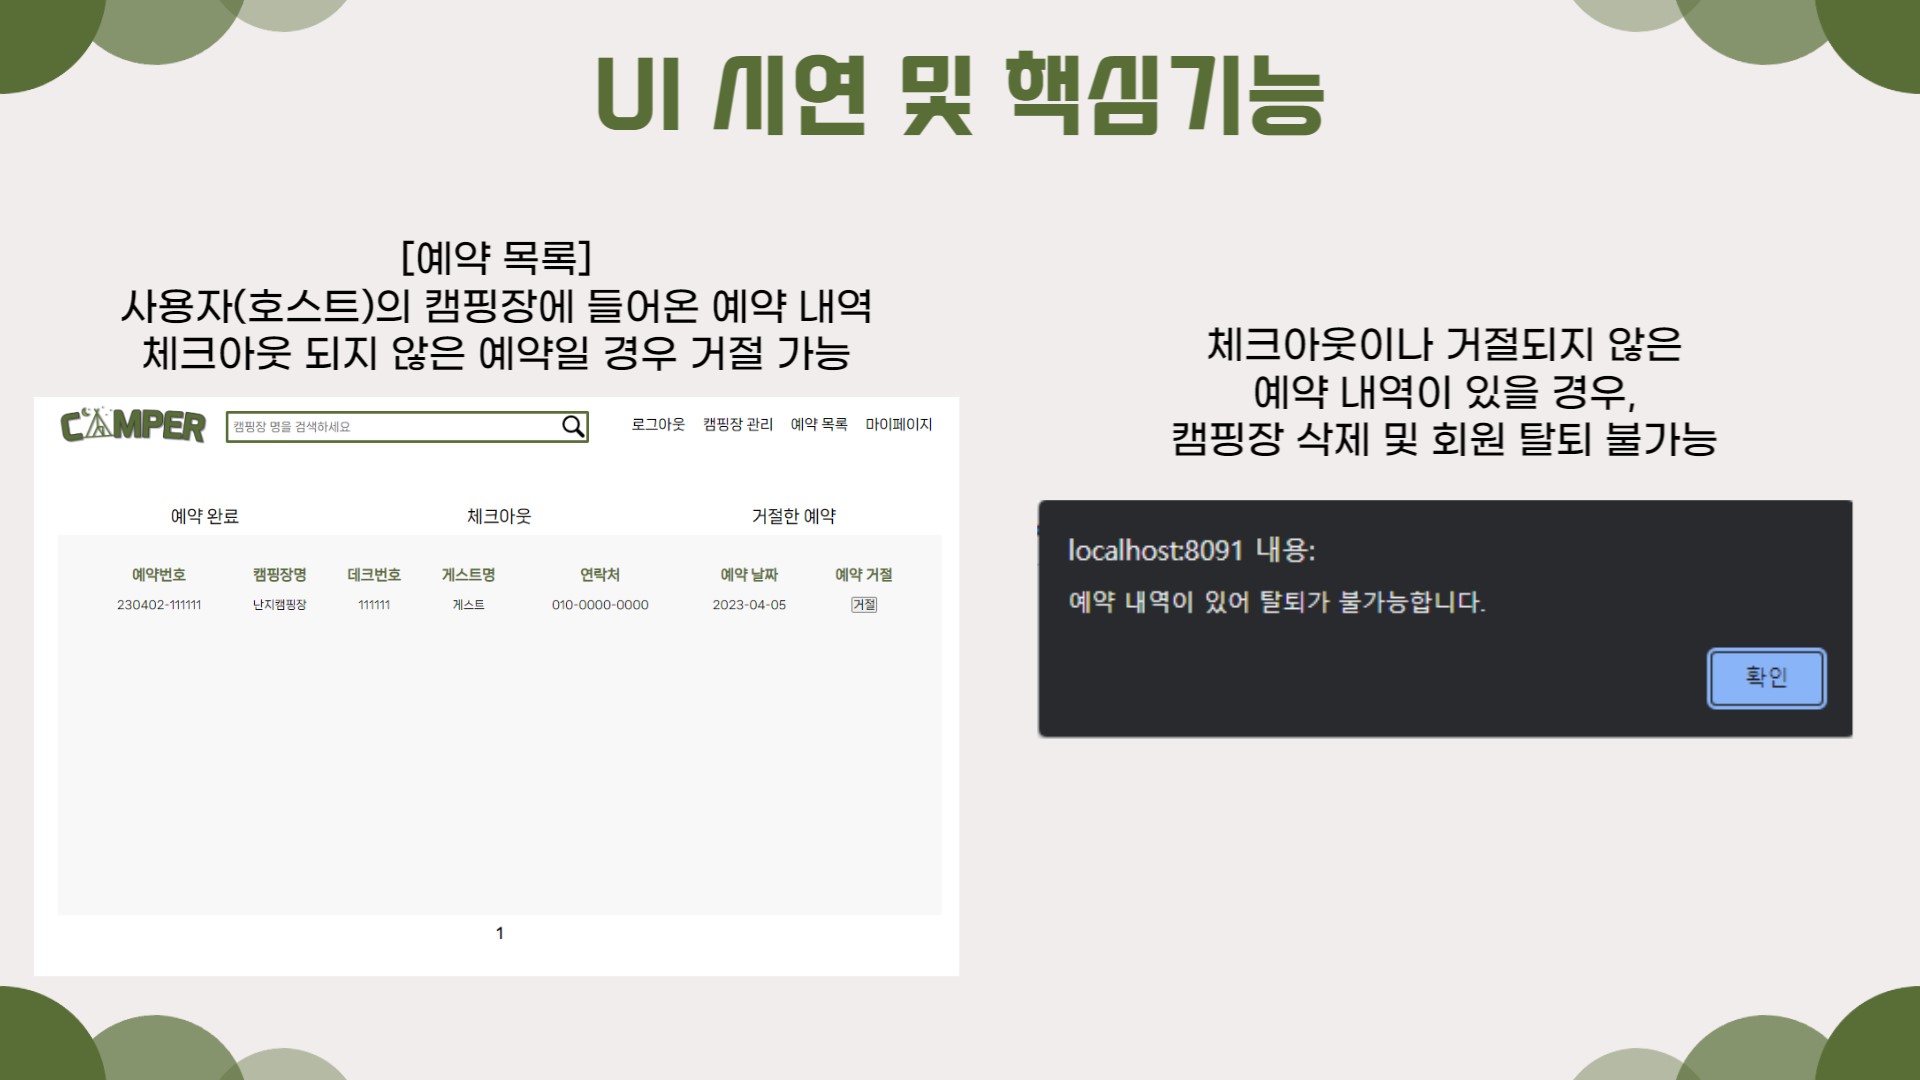 UI 시연 및 핵심기능
[예약 목록]
사용자(호스트)의 캠핑장에 들어온 예약 내역
체크아웃 되지 않은 예약일 경우 거절 가능
CAMPER
캠핑장 명을 검색하세요
로그아웃 캠핑장 관리 예약 목록 마이페이지
예약 완료 체크아웃 거절한 예약
예약번호 캠핑장명 데크번호 게스트명 연락처 예약 날짜 예약 거절
230402-111111 난지캠핑장 111111 게스트 010-0000-0000 2023-04-05 거절
1
체크아웃이나 거절되지 않은
예약 내역이 있을 경우,
캠핑장 삭제 및 회원 탈퇴 불가능
localhost:8091 내용:
예약 내역이 있어 탈퇴가 불가능합니다.
확인